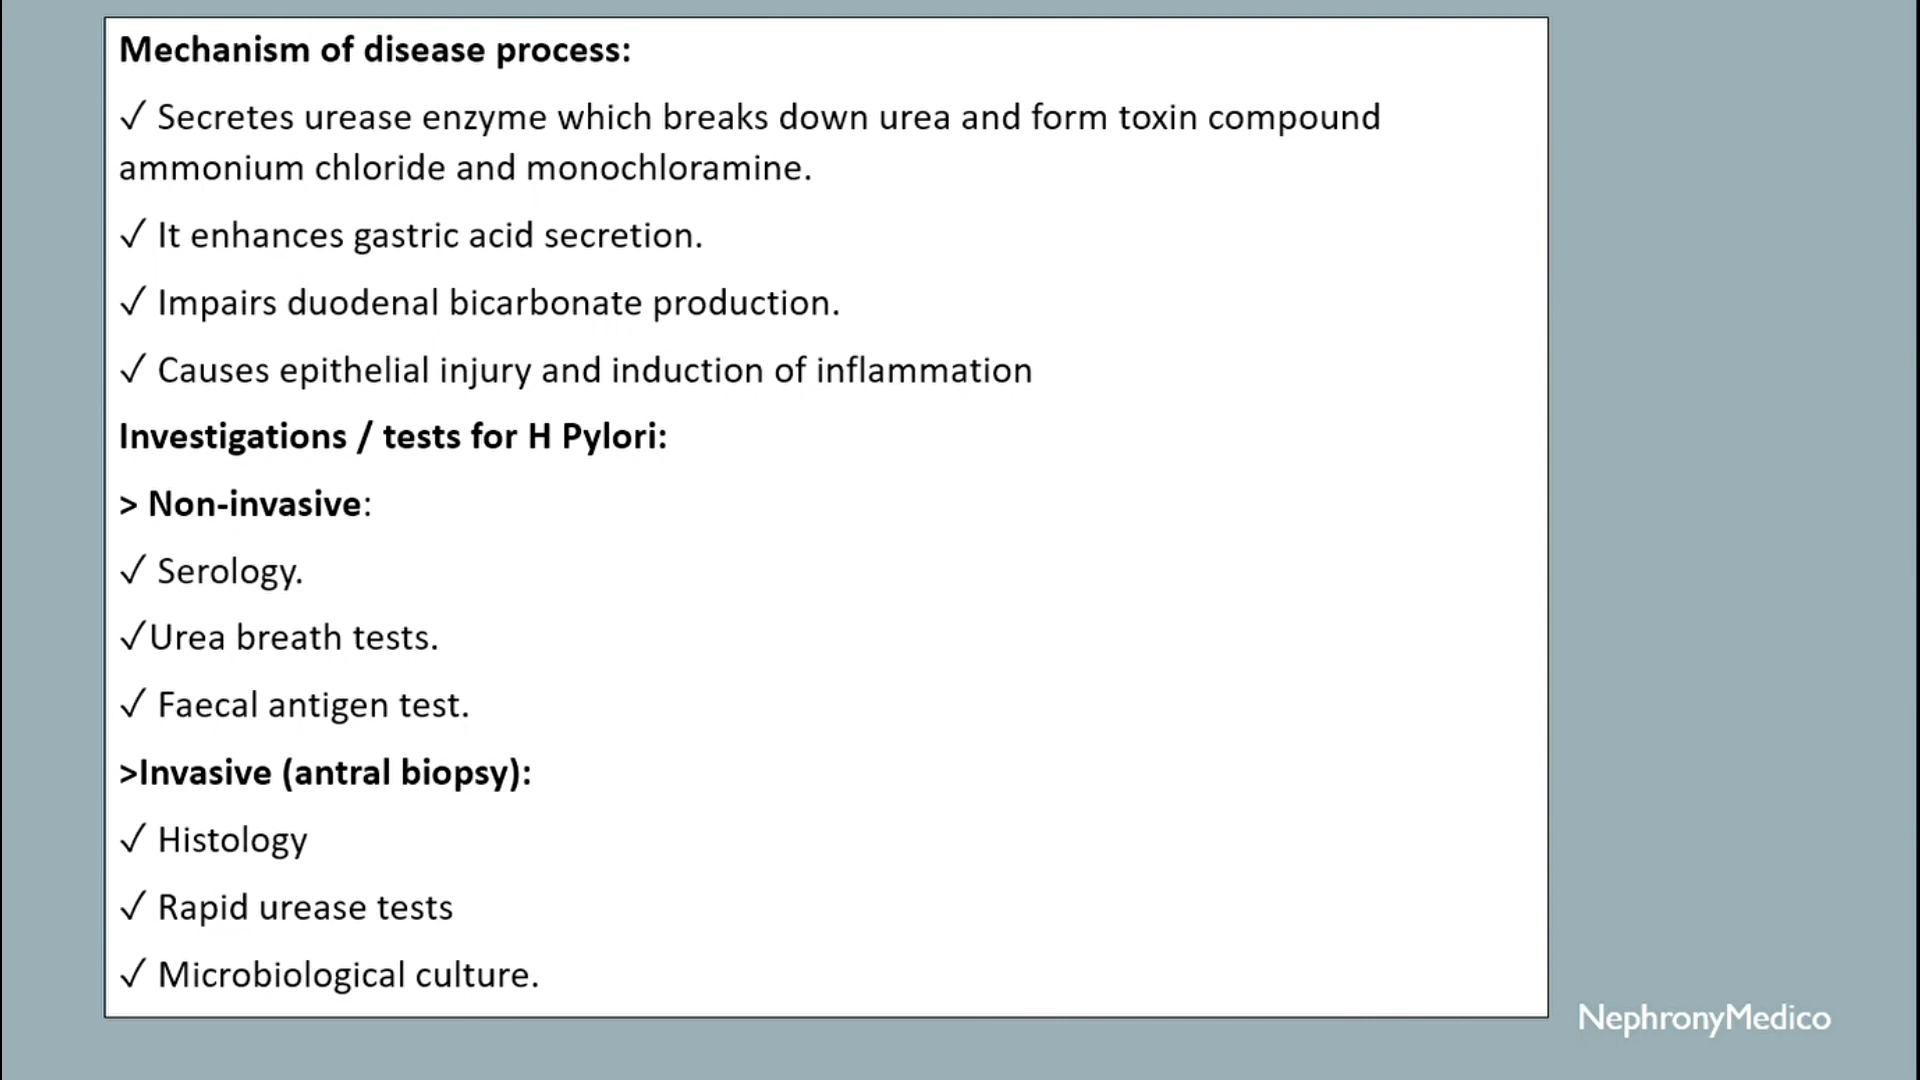 Mechanism of disease process:
✓ Secretes urease enzyme which breaks down urea and form toxin compound
ammonium chloride and monochloramine.
✓ It enhances gastric acid secretion.
✓ Impairs duodenal bicarbonate production.
✓ Causes epithelial injury and induction of inflammation
Investigations / tests for H Pylori:
> Non-invasive:
✓ Serology.
✓Urea breath tests.
✓ Faecal antigen test.
>Invasive (antral biopsy):
✓ Histology
✓ Rapid urease tests
✓ Microbiological culture.
NephronyMedico